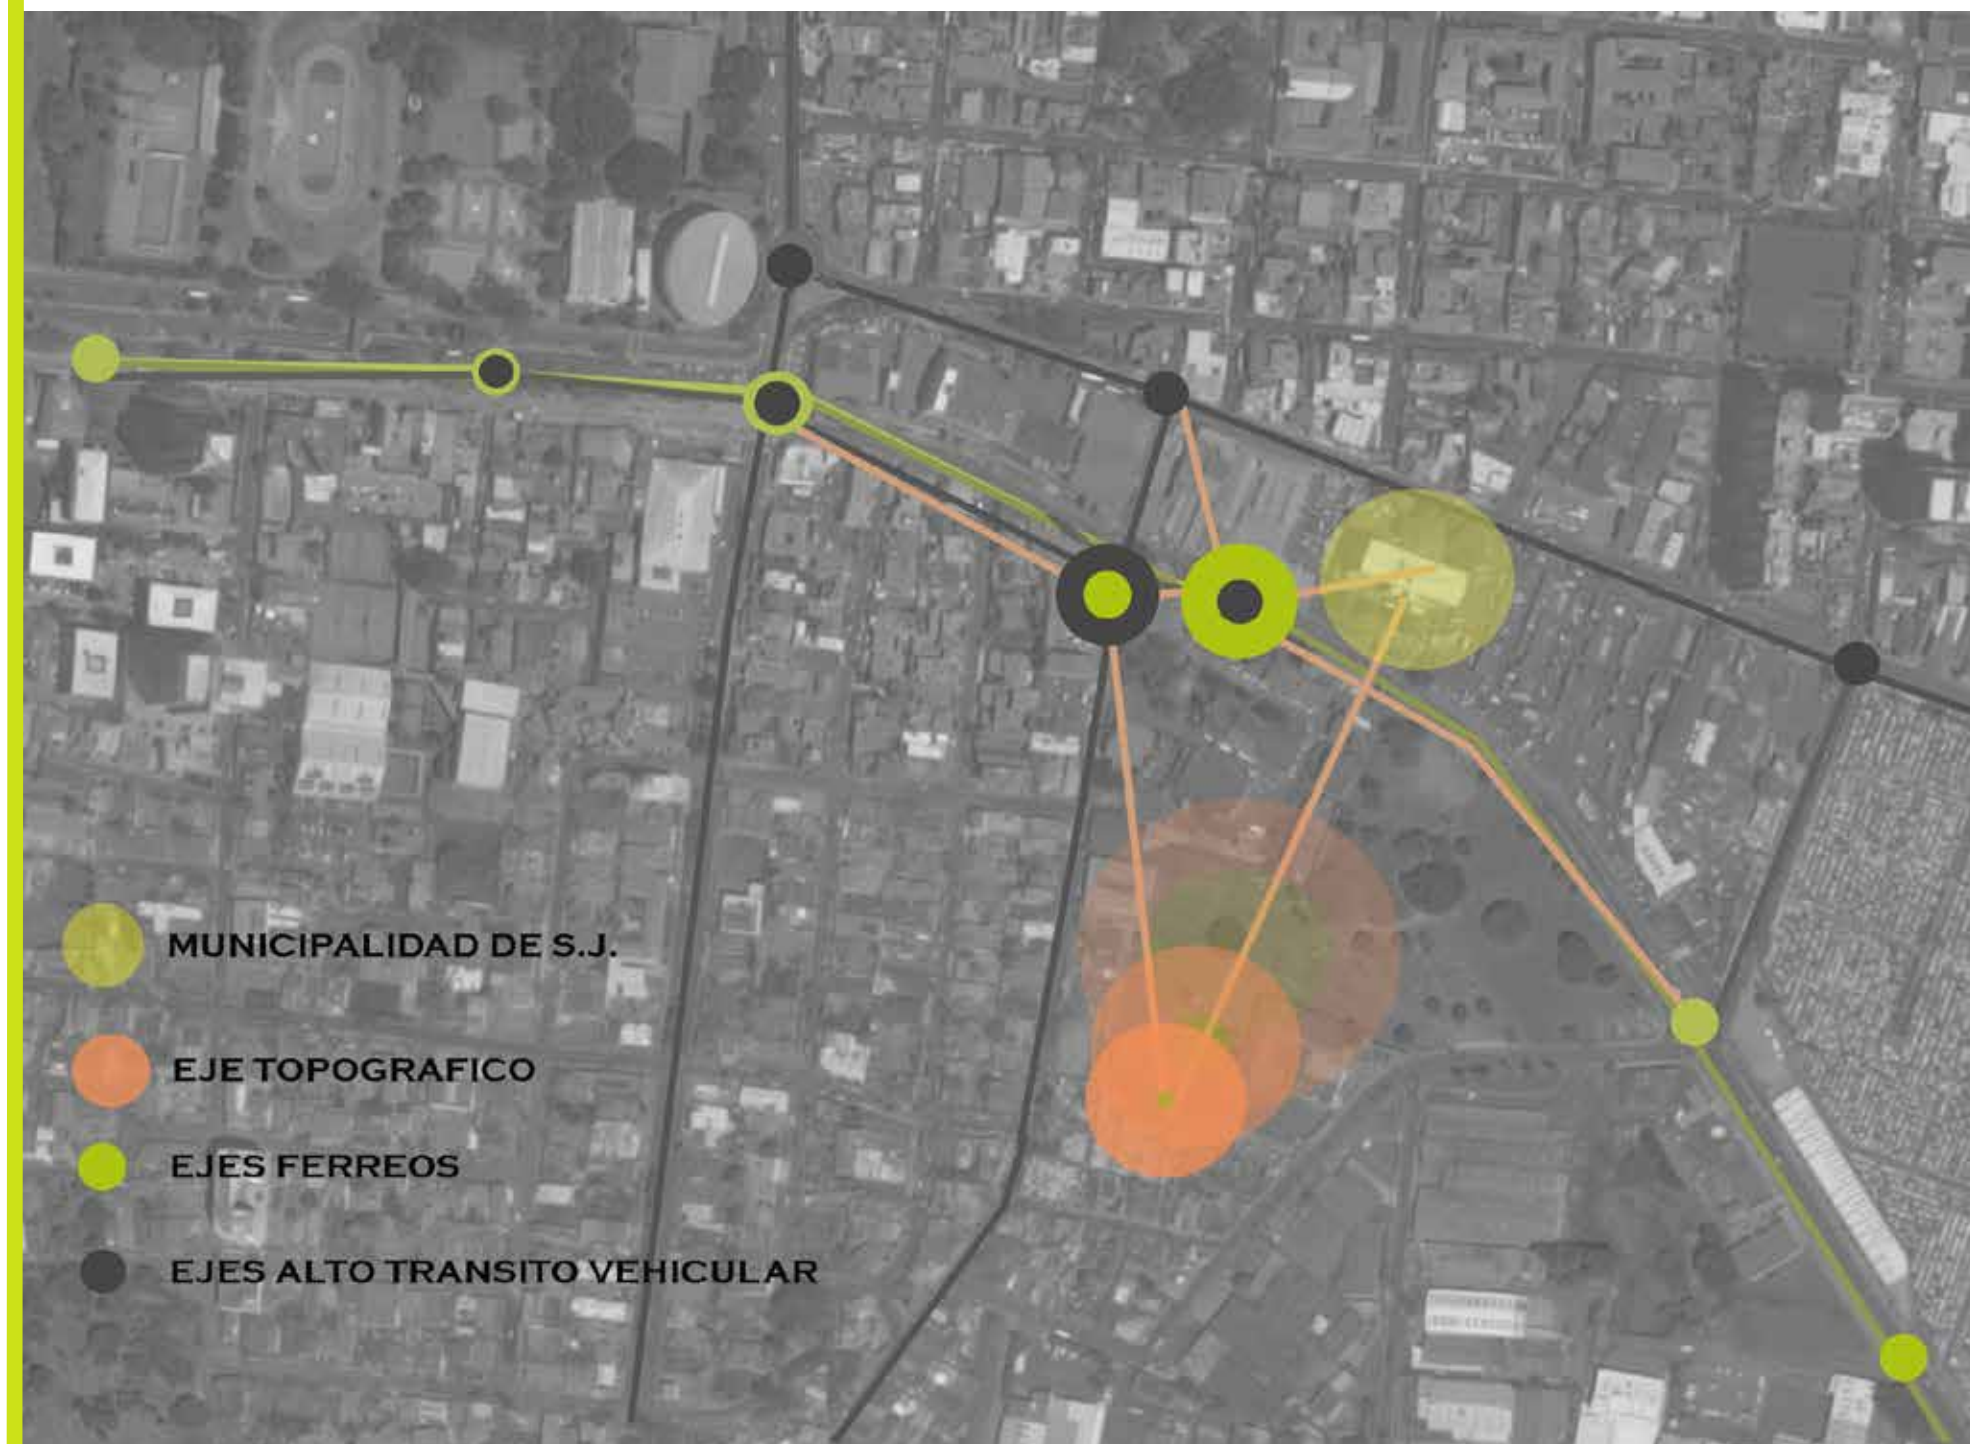 MUNICIPALIDAD DE S.J.
EJE TOPOGRAFICO
EJES FERREOS
EJES ALTO TRANSITO VEHICULAR